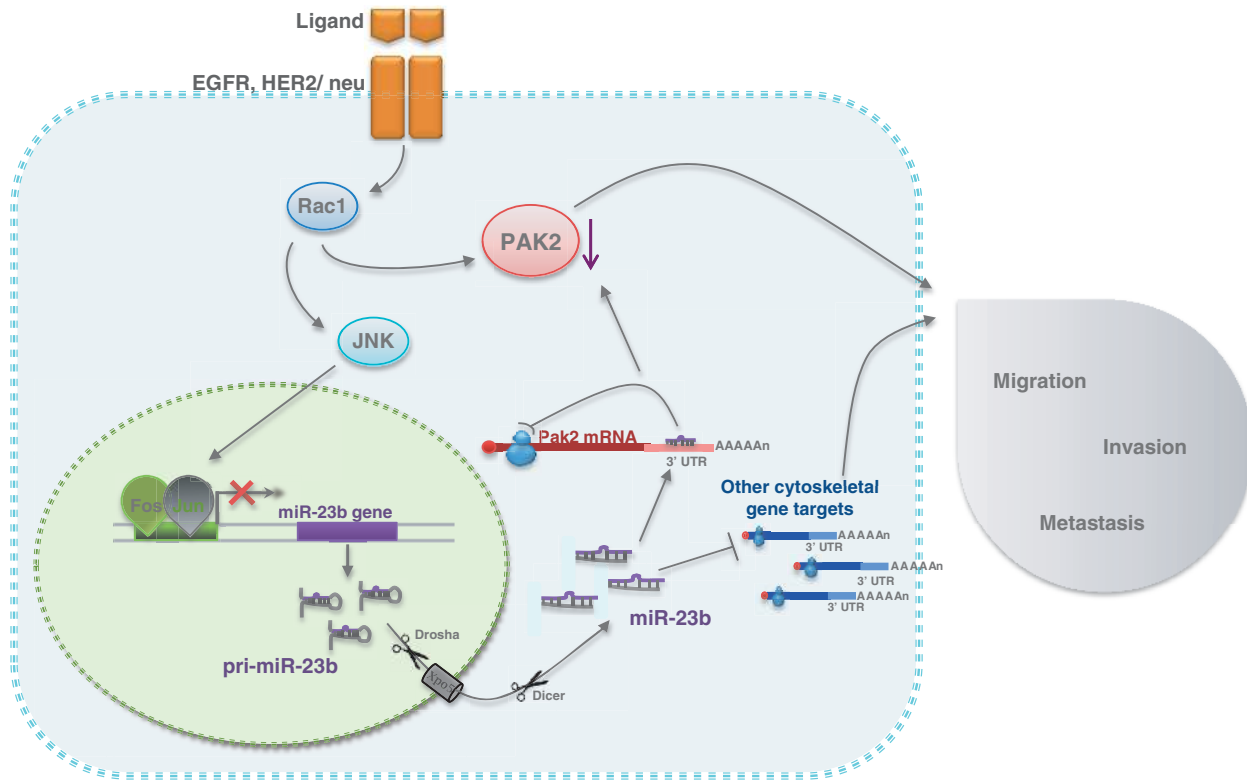 Ligand
EGFR, HER2/ neu
Rac1
PAK2
JNK
Migration
Invasion
Metastasis
Pak2 mRNA
AAAAAn
3' UTR
Other cytoskeletal
gene targets
AAAAAn
3' UTR
AAAAAn
3' UTR
AAAAAn
3' UTR
Fos
Jun
miR-23b gene
miR-23b
pri-miR-23b
Drosha
Xpo5
Dicer